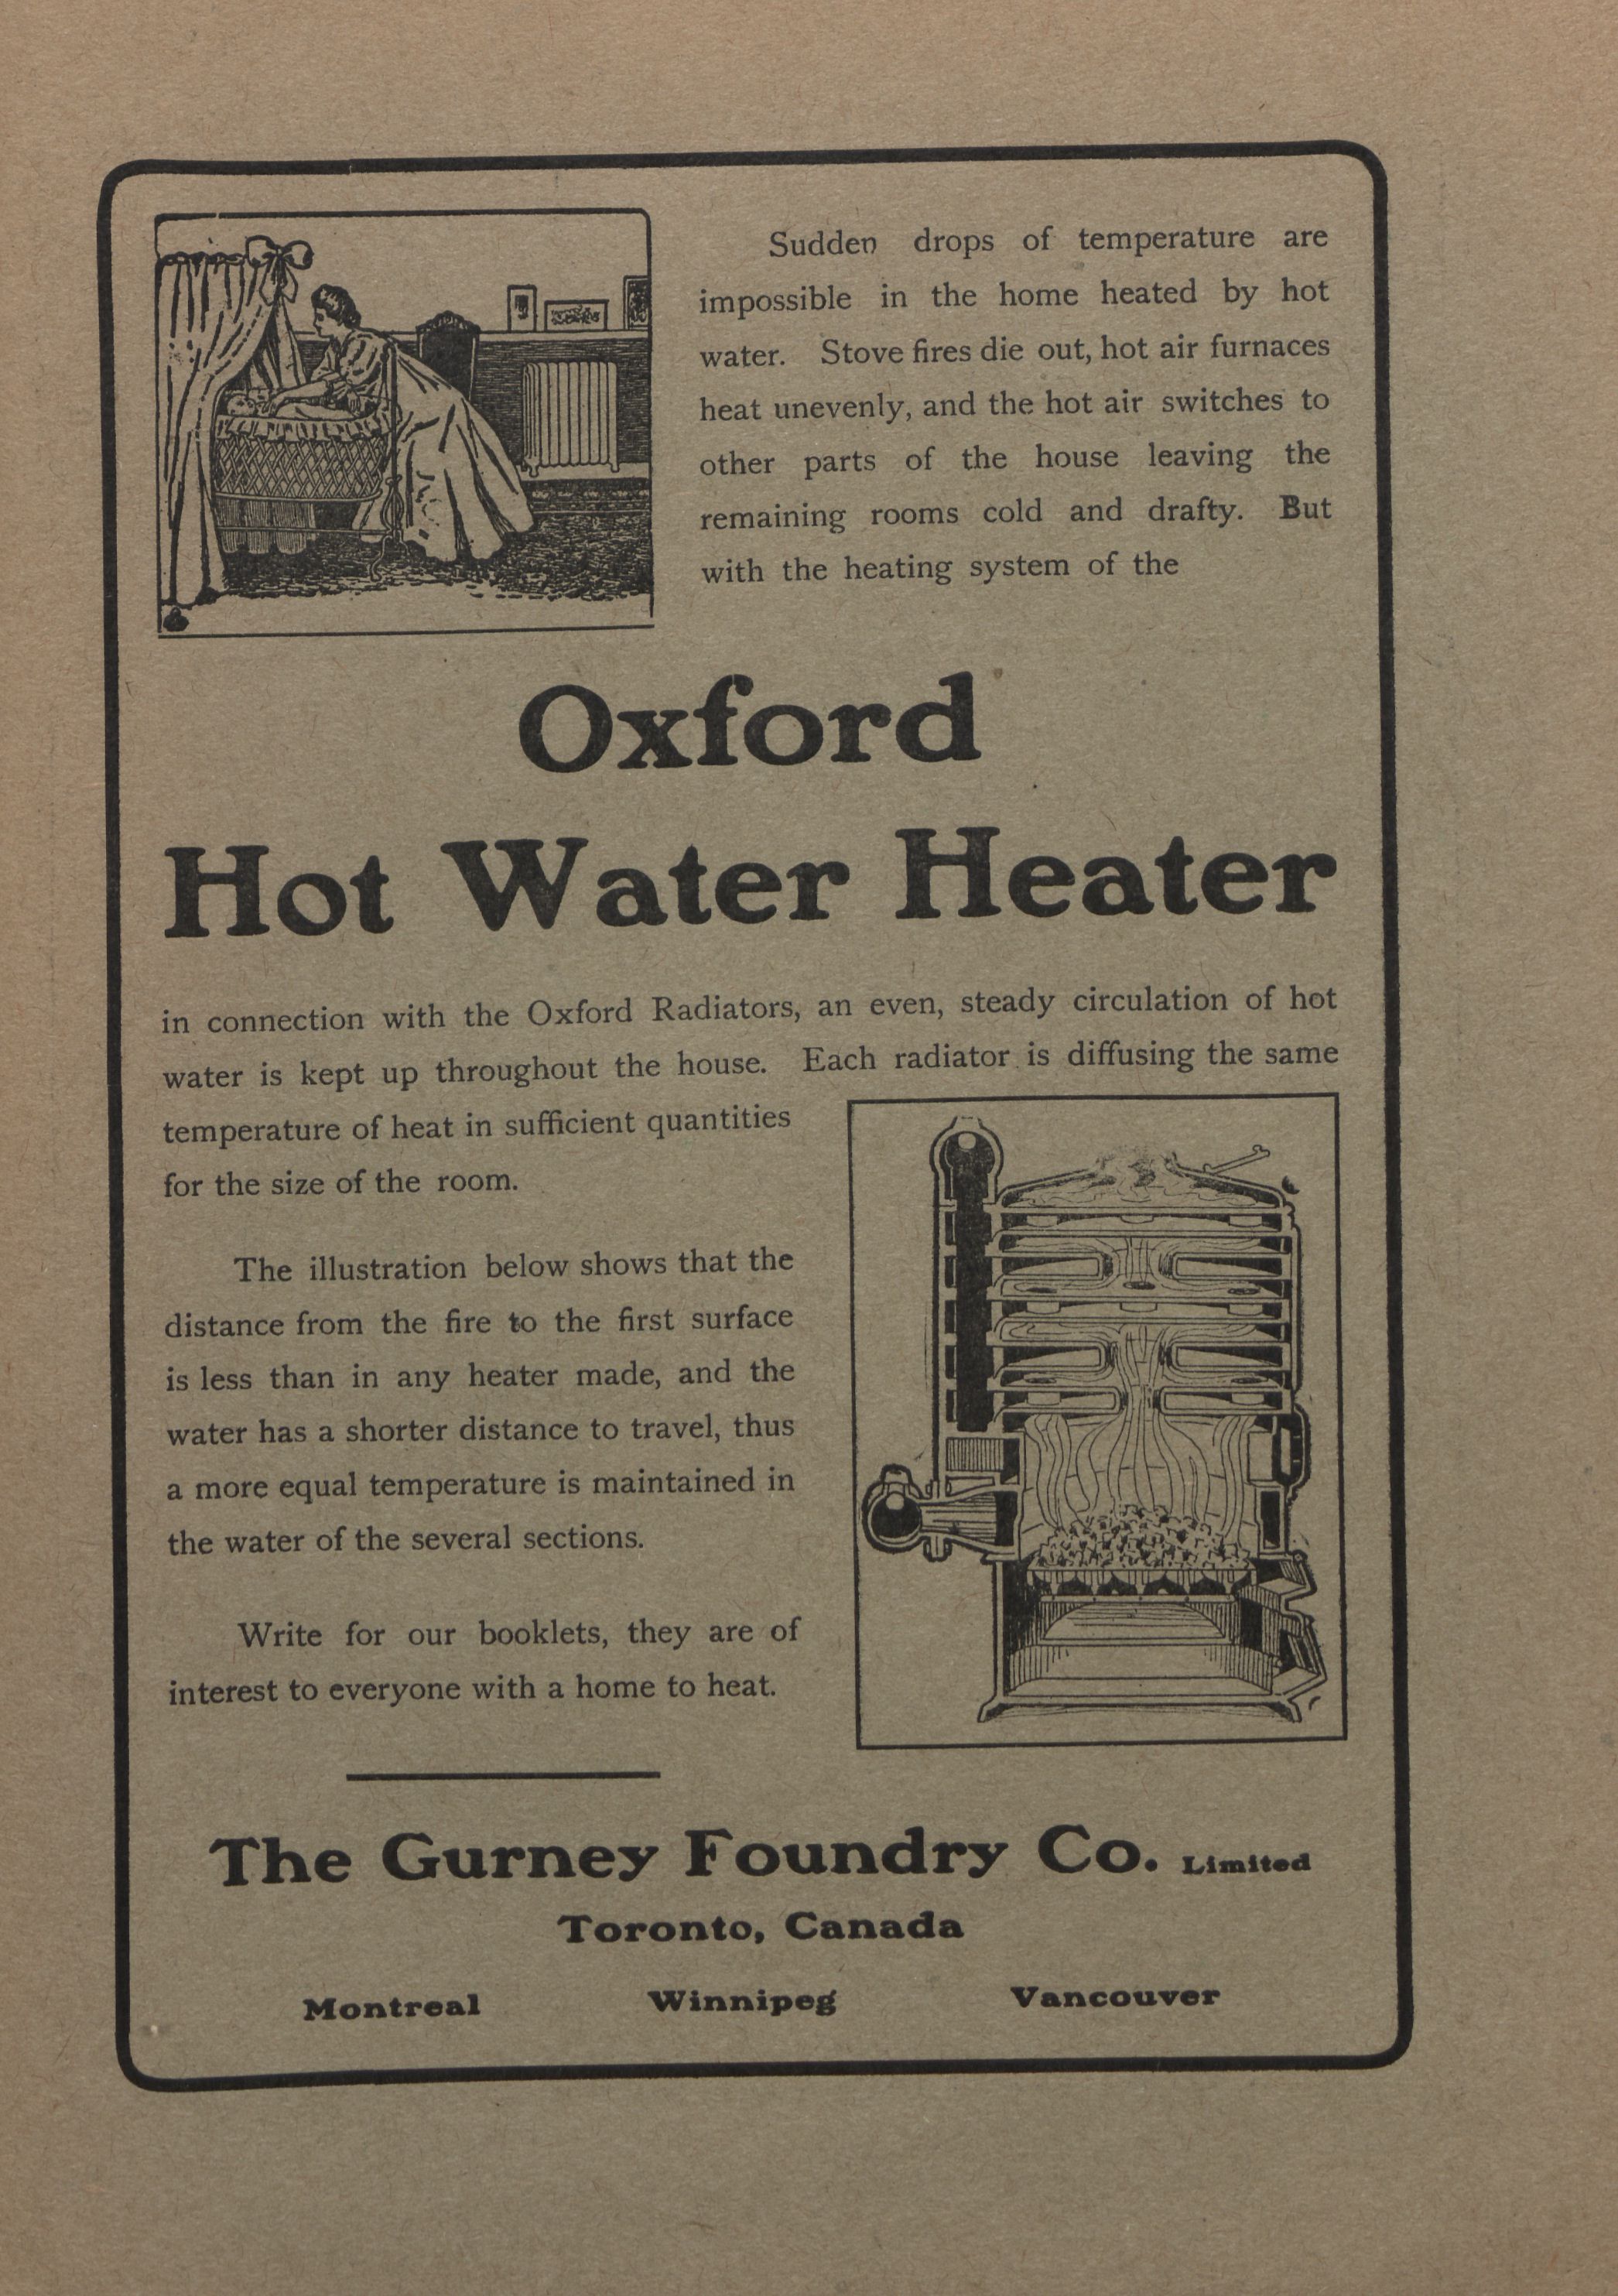 Sudden drops of temperature are
impossible in the home heated by hot
water. Stove fires die out, hot air furnaces
heat unevenly, and the hot air switches to
other parts of the house leaving the
remaining rooms cold and drafty. But
with the heating system of the
Oxford
Hot Water Heater
in connection with the Oxford Radiators, an even, steady circulation of hot
water is kept up throughout the house. Each radiator is diffusing the same
temperature of heat in sufficient quantities
for the size of the room.
The illustration below shows that the
distance from the fire to the first surface
is less than in any heater made, and the
water has a shorter distance to travel, thus
a more equal temperature is maintained in
the water of the several sections.
Write for our booklets, they are of
interest to everyone with a home to heat.
The Gurney Foundry Co. Limited
Toronto, Canada
Montreal Winnipeg Vancouver